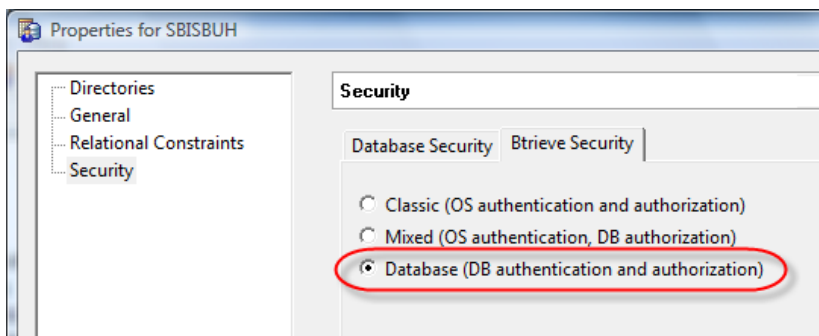 Properties for SBISBUH
Directories
General
Relational Constraints
Security
Security
Database Security
Btrieve Security
Classic (OS authentication and authorization)
Mixed (OS authentication, DB authorization)
Database (DB authentication and authorization)